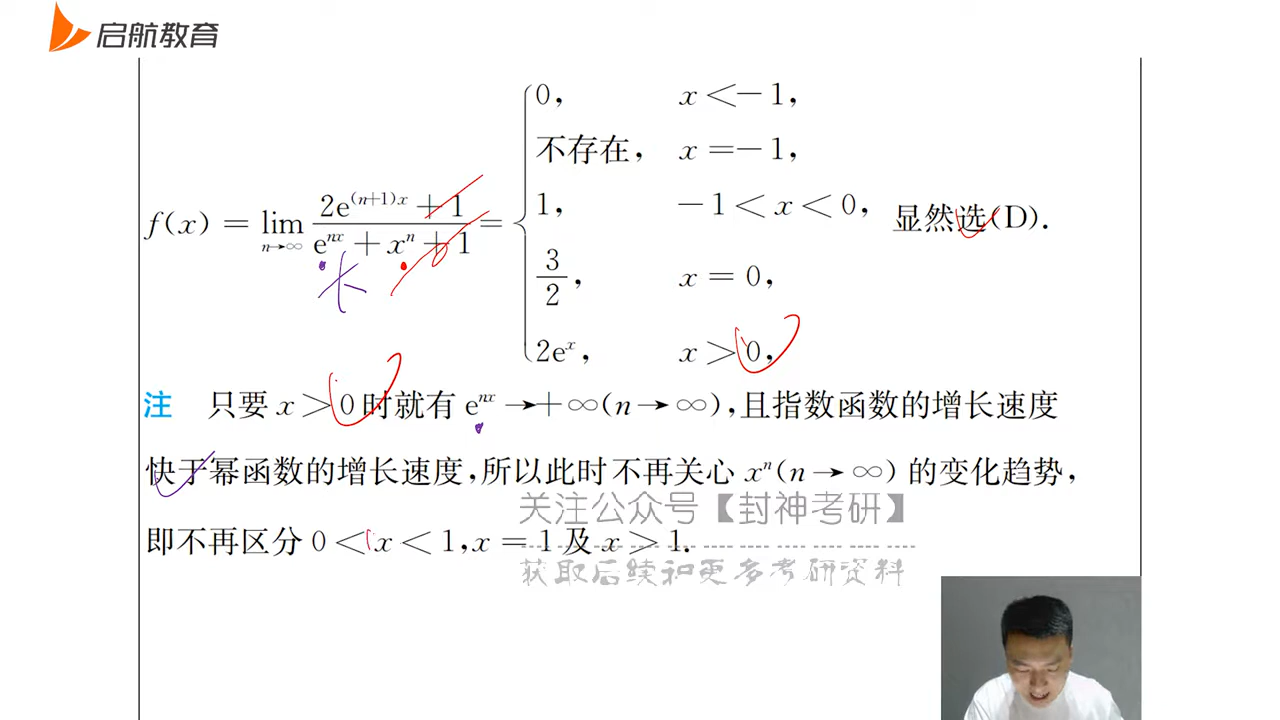 启航教育
f(x) = lim_{n→∞} \frac{2e^{(n+1)x} + 1}{e^{nx} + x^n + 1} = { 0, x < −1,
不存在, x = −1,
1, −1 < x < 0, 显然选(D).
\frac{3}{2}, x = 0,
2e^x, x > 0,
注 只要 x > 0 时就有 e^{nx} → +∞(n → ∞),且指数函数的增长速度
快于幂函数的增长速度,所以此时不再关心 x^n(n → ∞) 的变化趋势,
关注公众号【封神考研】
即不再区分 0 < x < 1,x = 1 及 x > 1.
获取后续和更多考研资料